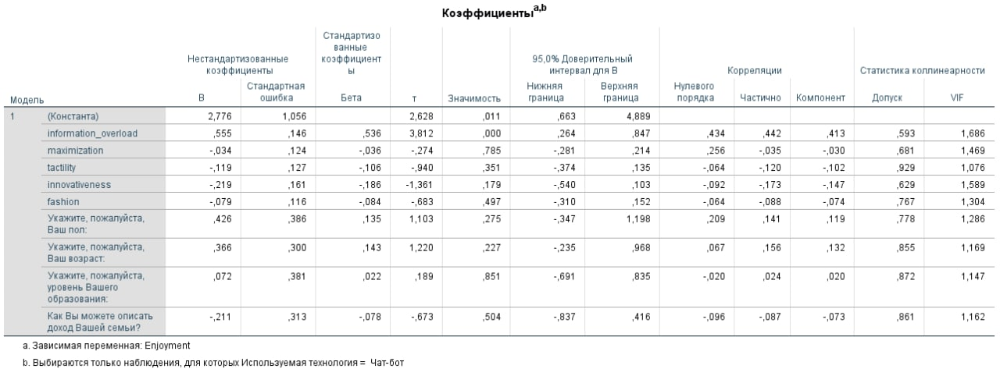 Коэффициенты a,b
Модель Нестандартизованные коэффициенты Стандартизованные коэффициенты т Значимость 95,0% Доверительный интервал для B Корреляции Статистика коллинеарности
B Стандартная ошибка Бета Нижняя граница Верхняя граница Нулевого порядка Частично Компонент Допуск VIF
1 (Константа) 2,776 1,056 2,628 ,011 ,663 4,889
information_overload ,555 ,146 ,536 3,812 ,000 ,264 ,847 ,434 ,442 ,413 ,593 1,686
maximization -,034 ,124 -,036 -,274 ,785 -,281 ,214 ,256 -,035 -,030 ,681 1,469
tactility -,119 ,127 -,106 -,940 ,351 -,374 ,135 -,064 -,120 -,102 ,929 1,076
innovativeness -,219 ,161 -,186 -1,361 ,179 -,540 ,103 -,092 -,173 -,147 ,629 1,589
fashion -,079 ,116 -,084 -,683 ,497 -,310 ,152 -,064 -,088 -,074 ,767 1,304
Укажите, пожалуйста, Ваш пол: ,426 ,386 ,135 1,103 ,275 -,347 1,198 ,209 ,141 ,119 ,778 1,286
Укажите, пожалуйста, Ваш возраст: ,366 ,300 ,143 1,220 ,227 -,235 ,968 ,067 ,156 ,132 ,855 1,169
Укажите, пожалуйста, уровень Вашего образования: ,072 ,381 ,022 ,189 ,851 -,691 ,835 -,020 ,024 ,020 ,872 1,147
Как Вы можете описать доход Вашей семьи? -,211 ,313 -,078 -,673 ,504 -,837 ,416 -,096 -,087 -,073 ,861 1,162
a. Зависимая переменная: Enjoyment
b. Выбираются только наблюдения, для которых Используемая технология = Чат-бот